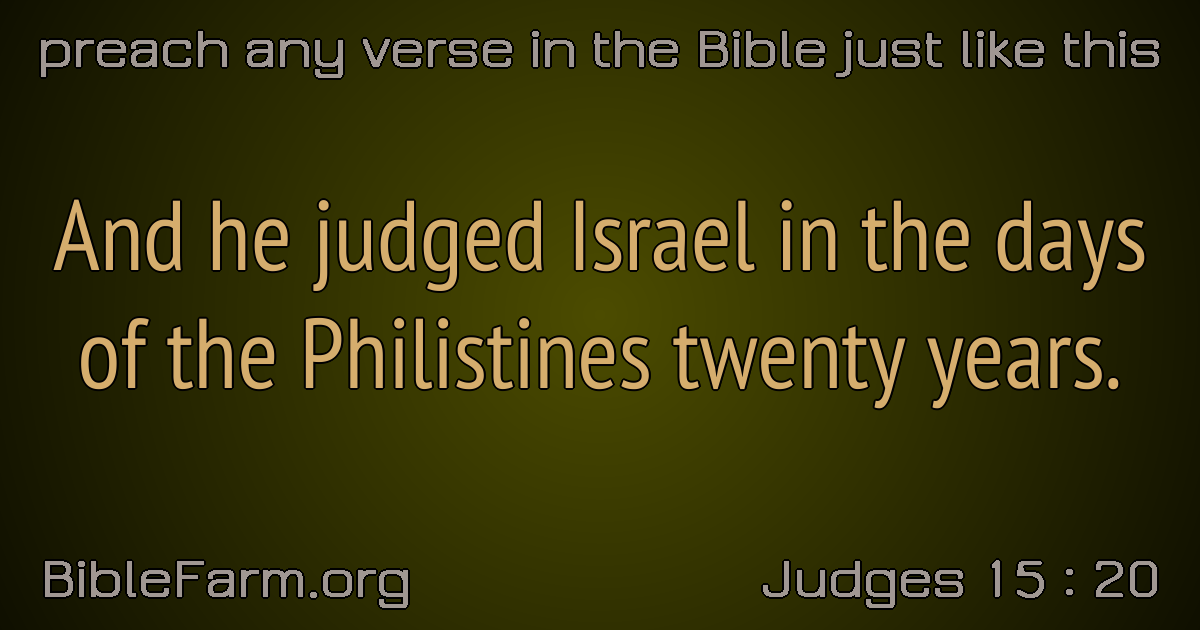 preach any verse in the Bible just like this
And he judged Israel in the days
of the Philistines twenty years.
BibleFarm.org
Judges 15 : 20